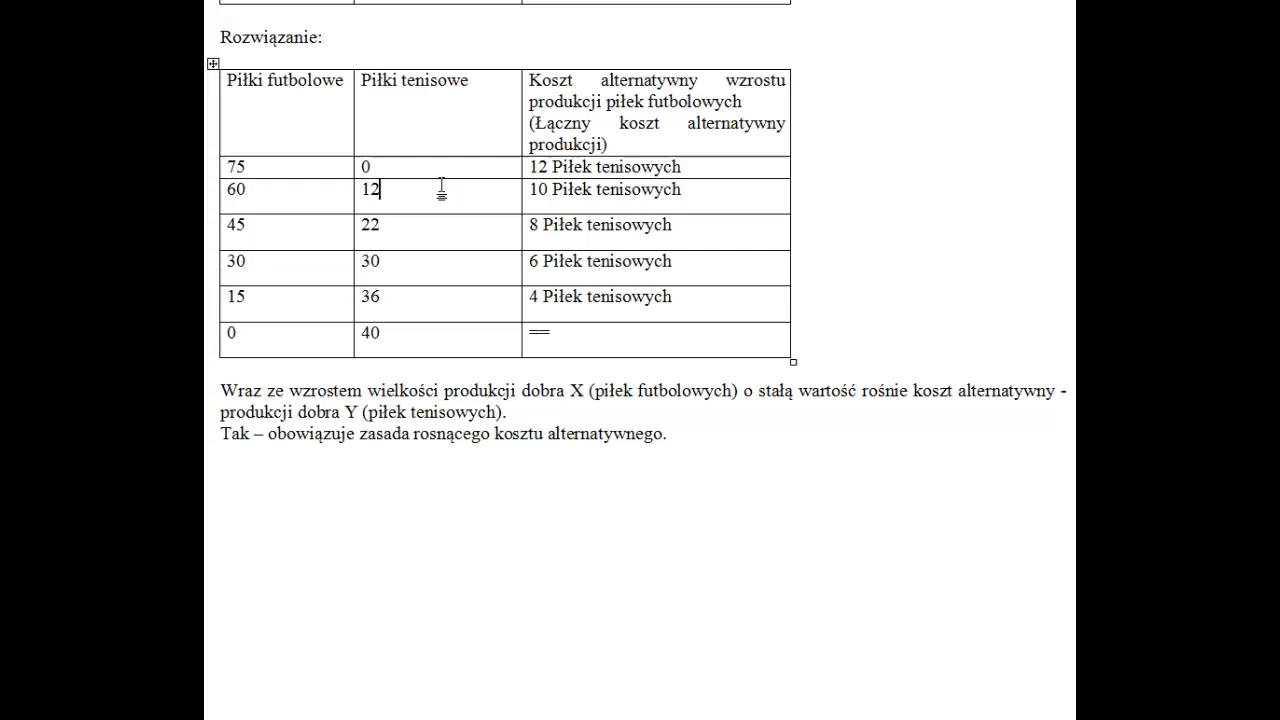 Rozwiązanie:
Piłki futbolowe
Piłki tenisowe
Koszt alternatywny wzrostu
produkcji piłek futbolowych
(Łączny koszt alternatywny
produkcji)
75 0 12 Piłek tenisowych
60 12 10 Piłek tenisowych
45 22 8 Piłek tenisowych
30 30 6 Piłek tenisowych
15 36 4 Piłek tenisowych
0 40 ==
Wraz ze wzrostem wielkości produkcji dobra X (piłek futbolowych) o stałą wartość rośnie koszt alternatywny -
produkcji dobra Y (piłek tenisowych).
Tak – obowiązuje zasada rosnącego kosztu alternatywnego.